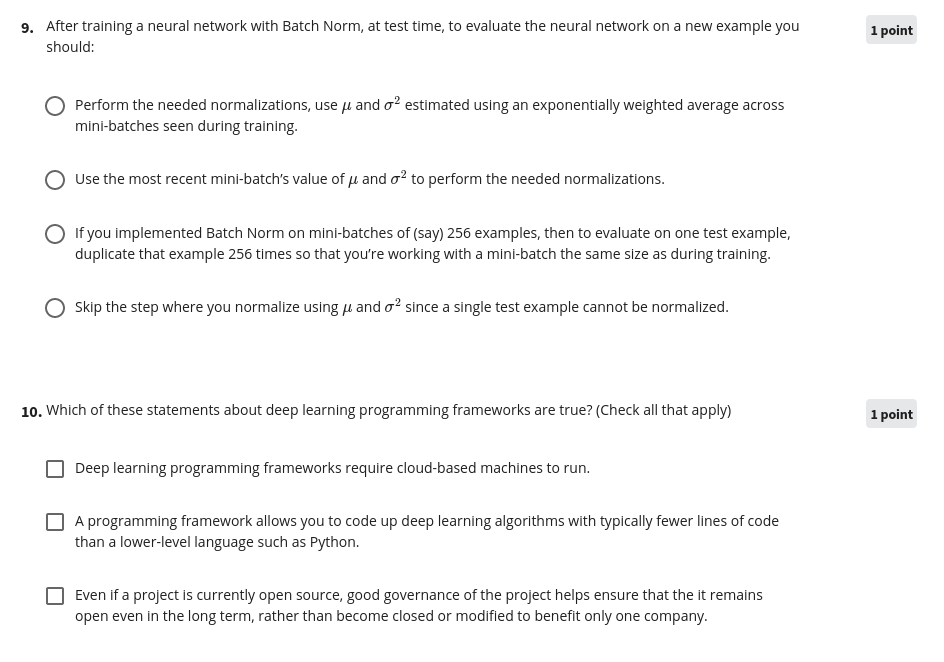 9. After training a neural network with Batch Norm, at test time, to evaluate the neural network on a new example you
should:
1 point
Perform the needed normalizations, use μ and σ² estimated using an exponentially weighted average across
mini-batches seen during training.
Use the most recent mini-batch’s value of μ and σ² to perform the needed normalizations.
If you implemented Batch Norm on mini-batches of (say) 256 examples, then to evaluate on one test example,
duplicate that example 256 times so that you’re working with a mini-batch the same size as during training.
Skip the step where you normalize using μ and σ² since a single test example cannot be normalized.
10. Which of these statements about deep learning programming frameworks are true? (Check all that apply)
1 point
Deep learning programming frameworks require cloud-based machines to run.
A programming framework allows you to code up deep learning algorithms with typically fewer lines of code
than a lower-level language such as Python.
Even if a project is currently open source, good governance of the project helps ensure that the it remains
open even in the long term, rather than become closed or modified to benefit only one company.